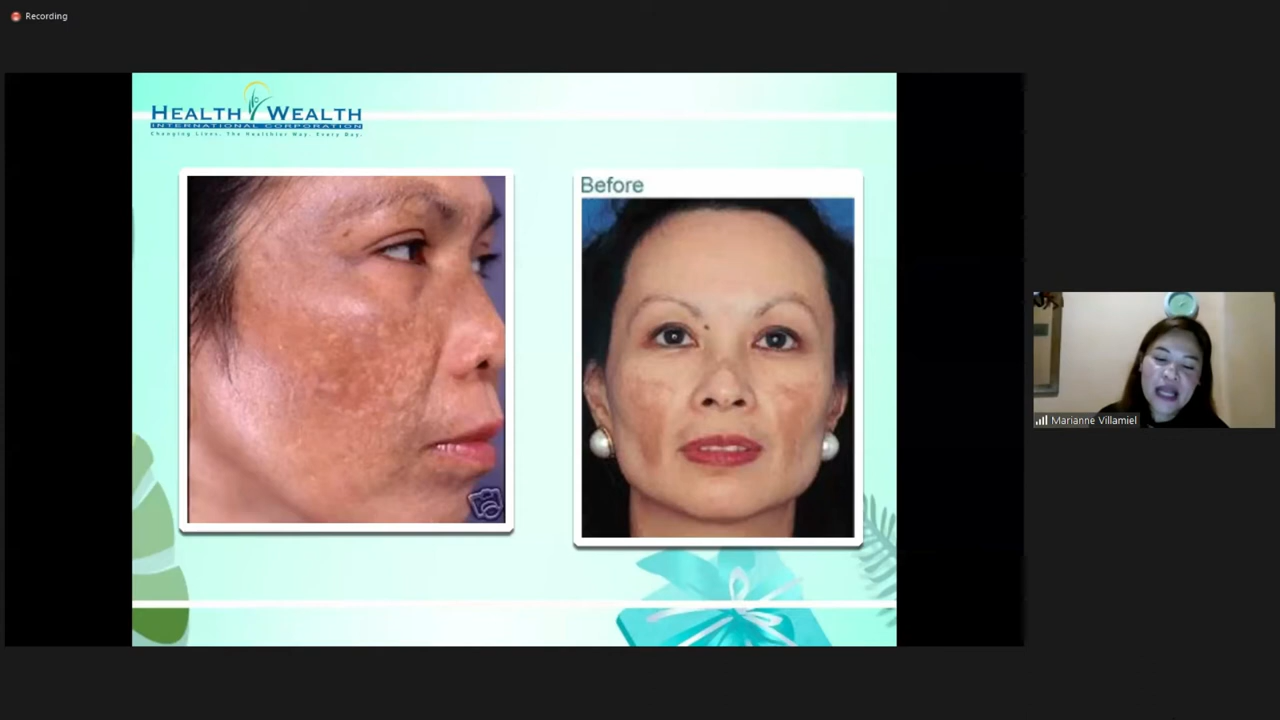 Recording
HEALTH WEALTH
INTERNATIONAL CORPORATION
Changing Lives. The Healthier Way. Every Day.
Before
Marianne Villamiel